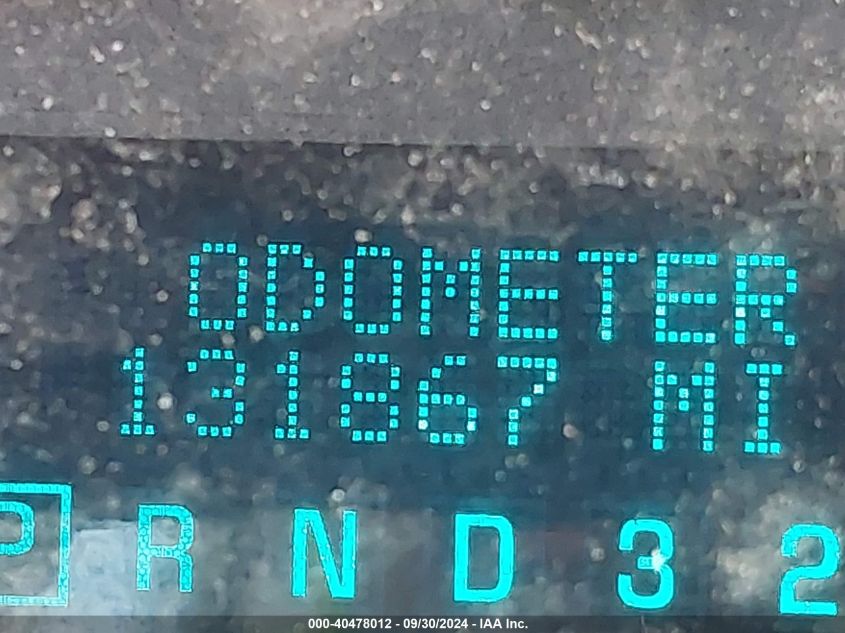 ODOMETER
131867 MI
P R N D 3 2
000-40478012 - 09/30/2024 - IAA Inc.